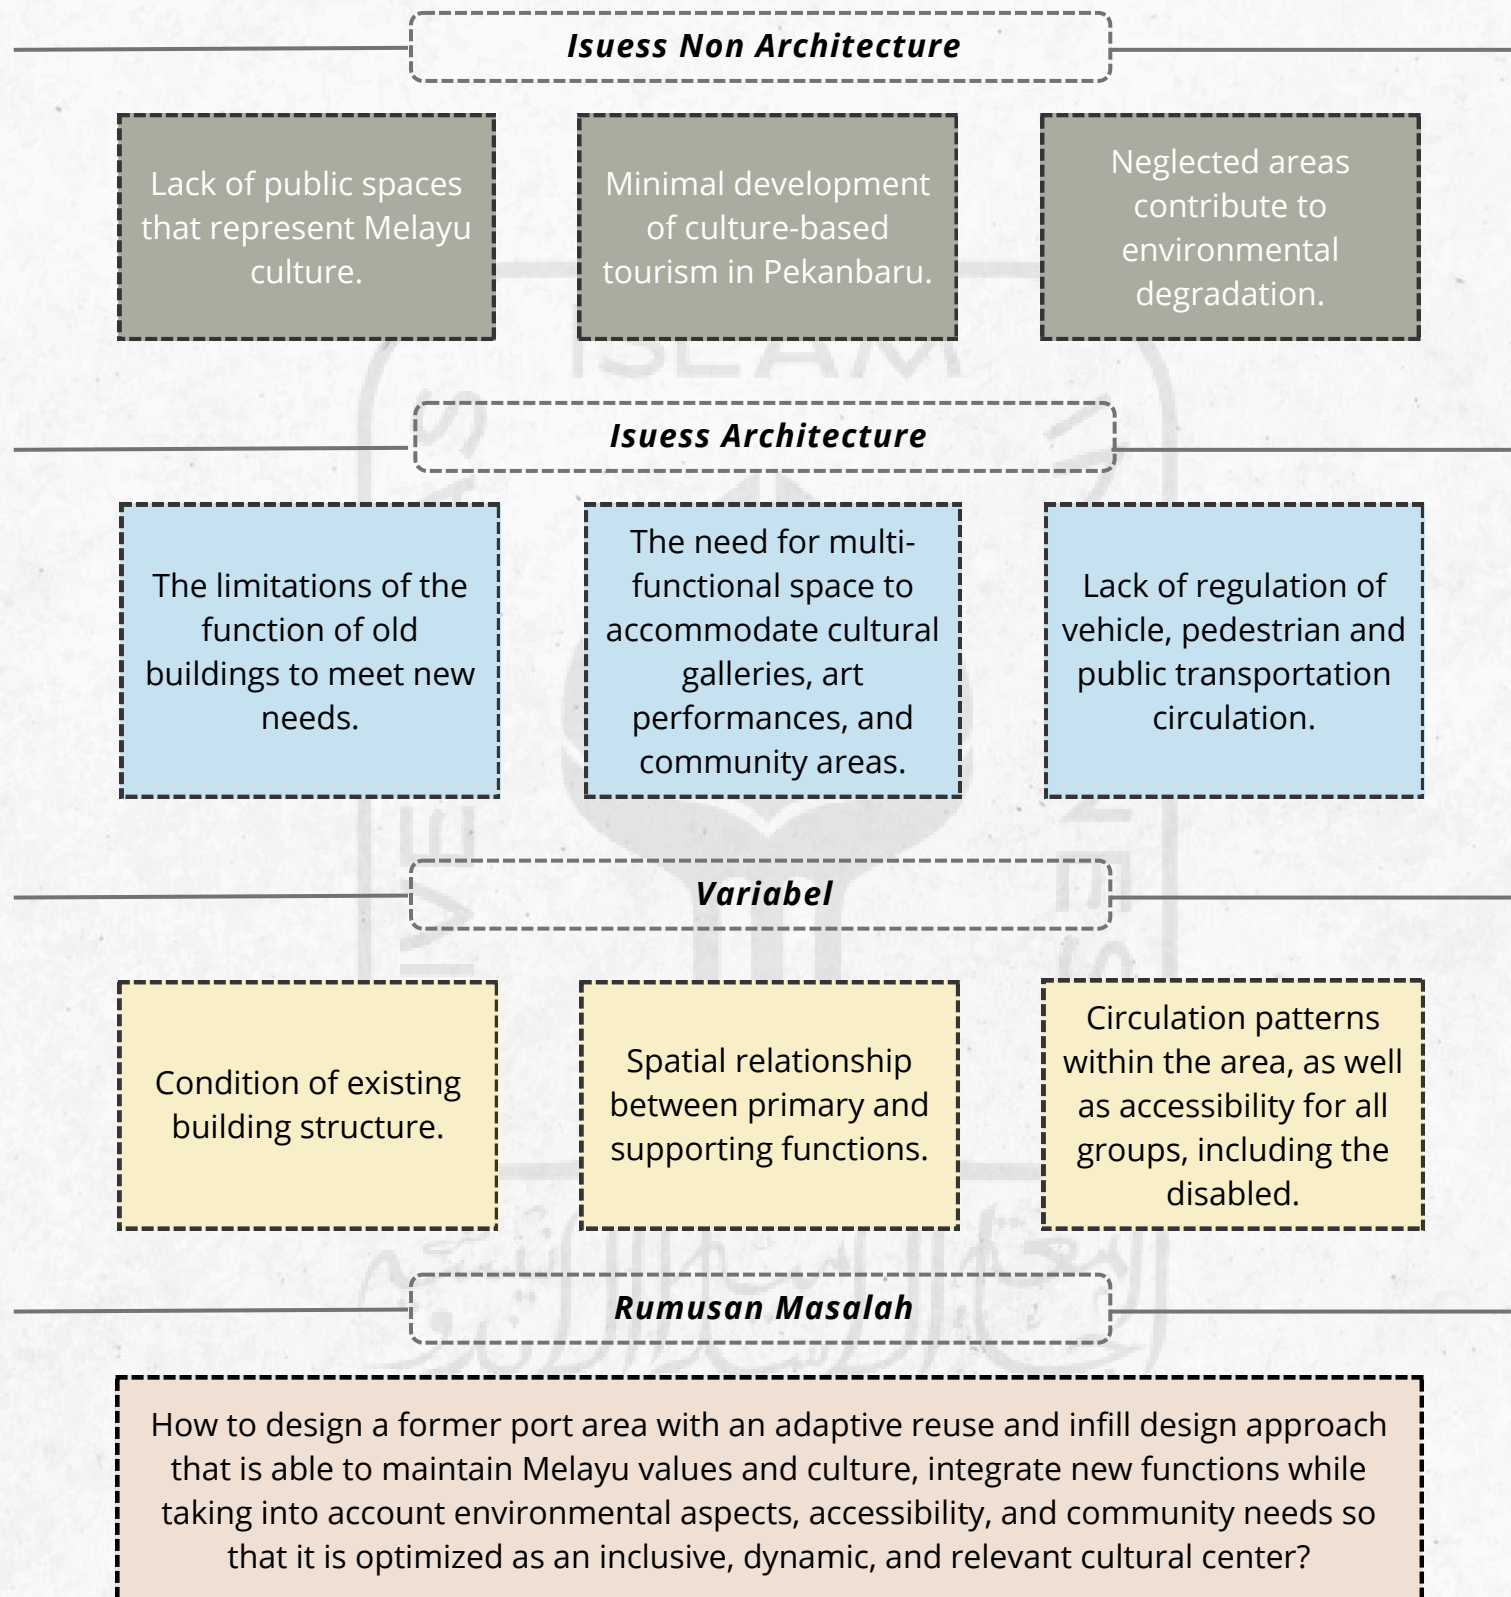 Isuess Non Architecture
Lack of public spaces
that represent Melayu
culture.
Minimal development
of culture-based
tourism in Pekanbaru.
Neglected areas
contribute to
environmental
degradation.
ISLAM
Isuess Architecture
The limitations of the
function of old
buildings to meet new
needs.
The need for multi-
functional space to
accommodate cultural
galleries, art
performances, and
community areas.
Lack of regulation of
vehicle, pedestrian and
public transportation
circulation.
Variabel
Condition of existing
building structure.
Spatial relationship
between primary and
supporting functions.
Circulation patterns
within the area, as well
as accessibility for all
groups, including the
disabled.
Rumusan Masalah
How to design a former port area with an adaptive reuse and infill design approach
that is able to maintain Melayu values and culture, integrate new functions while
taking into account environmental aspects, accessibility, and community needs so
that it is optimized as an inclusive, dynamic, and relevant cultural center?